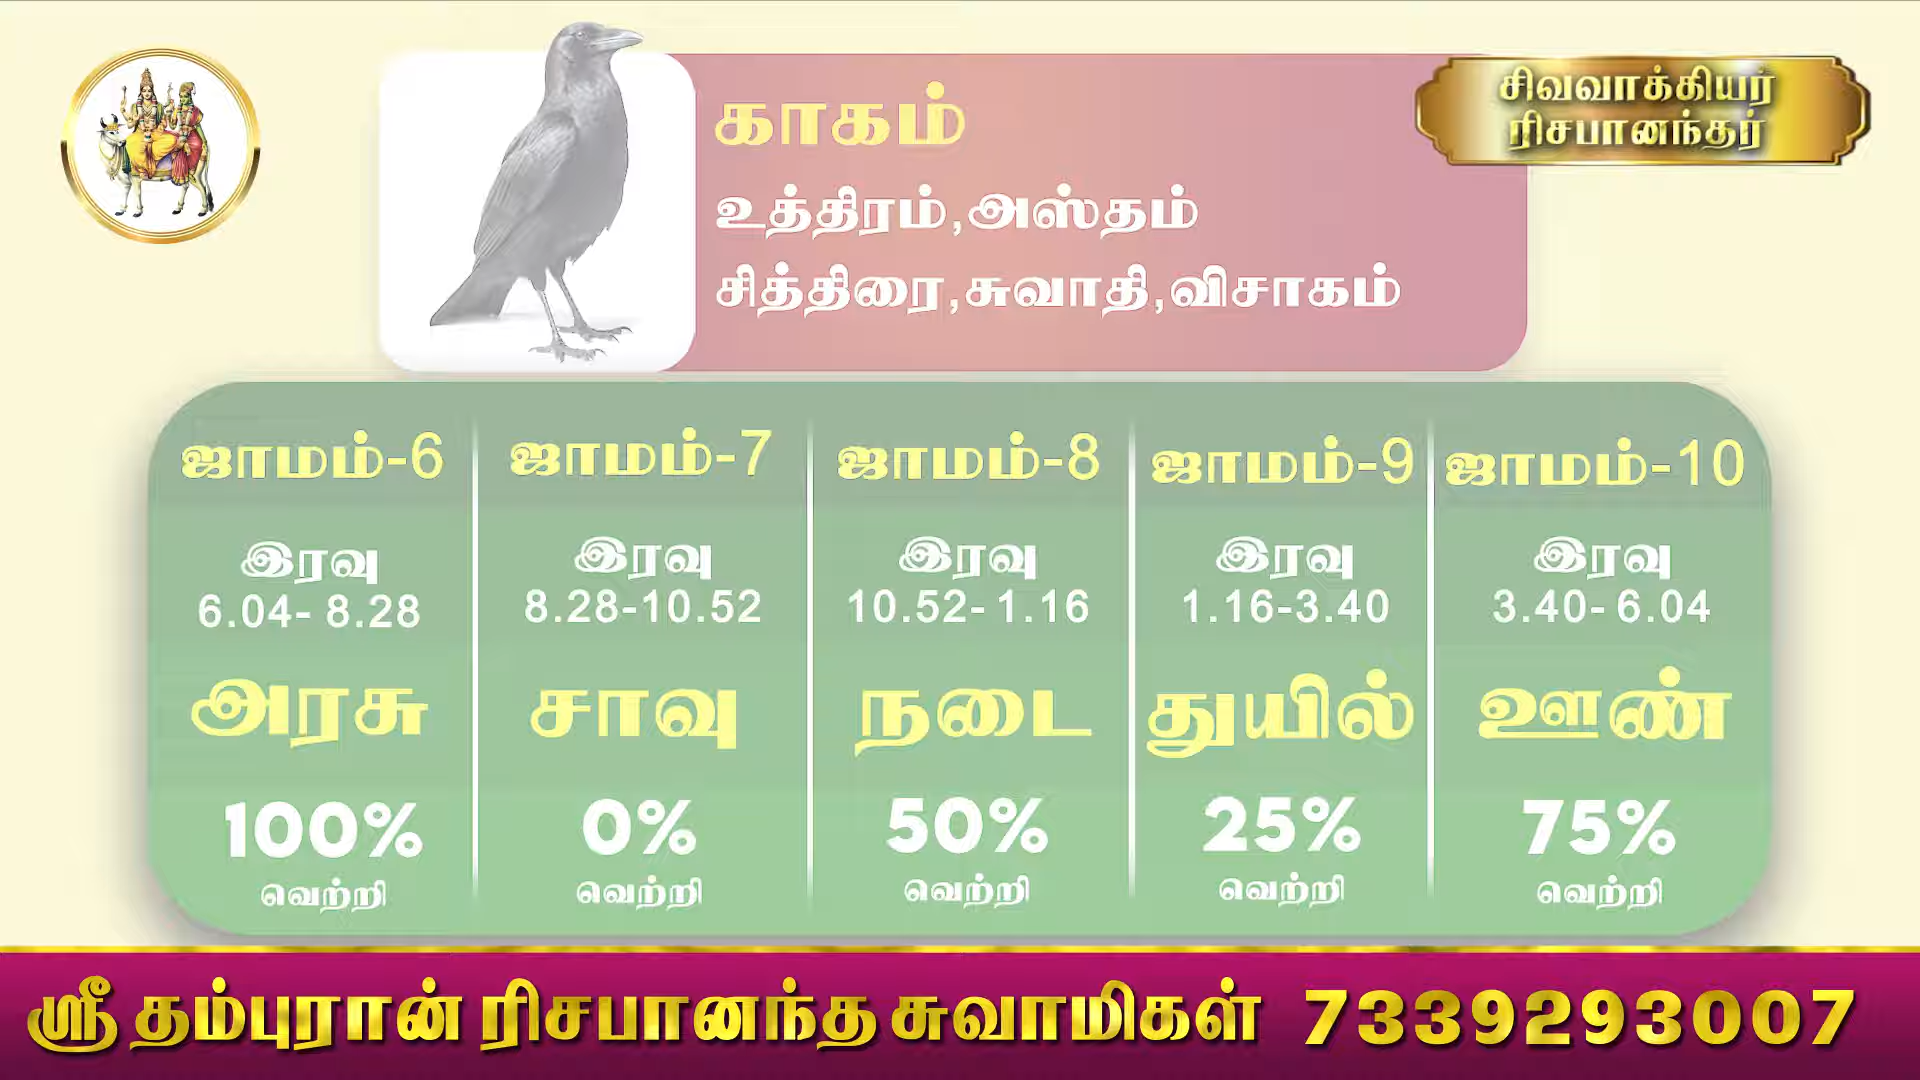 காகம்
சிவவாக்கியர்
ரிசபானந்தர்
உத்திரம்,அஸ்தம்
சித்திரை,சுவாதி,விசாகம்
ஜாமம்-6
இரவு
6.04- 8.28
அரசு
100%
வெற்றி
ஜாமம்-7
இரவு
8.28-10.52
சாவு
0%
வெற்றி
ஜாமம்-8
இரவு
10.52- 1.16
நடை
50%
வெற்றி
ஜாமம்-9
இரவு
1.16-3.40
துயில்
25%
வெற்றி
ஜாமம்-10
இரவு
3.40- 6.04
ஊண்
75%
வெற்றி
ஸ்ரீ தம்புரான் ரிசபானந்த சுவாமிகள் 7339293007